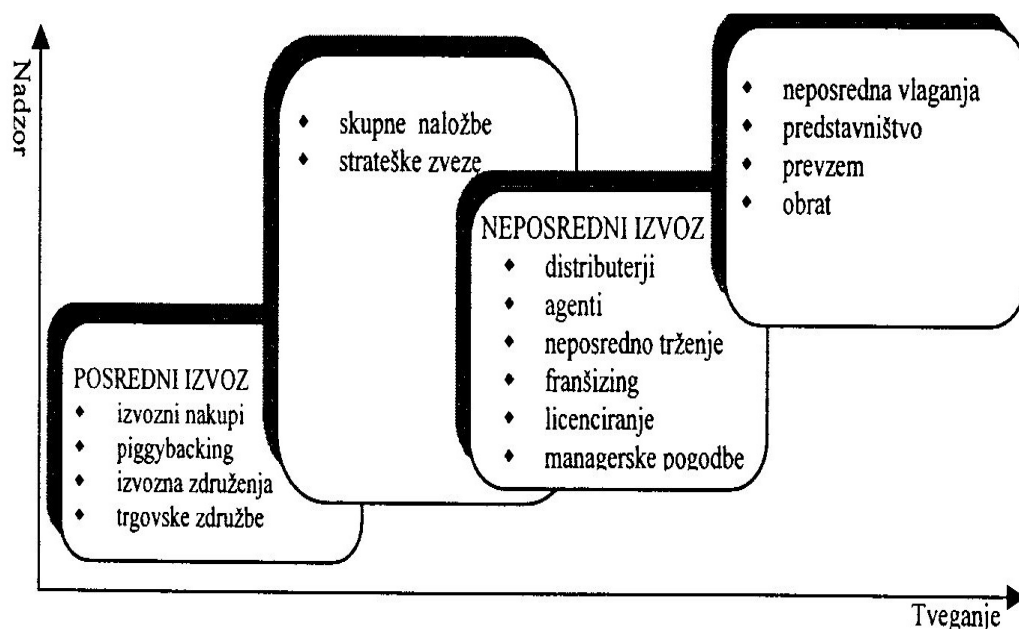 Nadzor
POSREDNI IZVOZ
♦ izvozni nakupi
♦ piggybacking
♦ izvozna združenja
♦ trgovske združbe
♦ skupne naložbe
♦ strateške zveze
NEPOSREDNI IZVOZ
♦ distributerji
♦ agenti
♦ neposredno trženje
♦ franšizing
♦ licenciranje
♦ managerske pogodbe
♦ neposredna vlaganja
♦ predstavništvo
♦ prevzem
♦ obrat
Tveganje